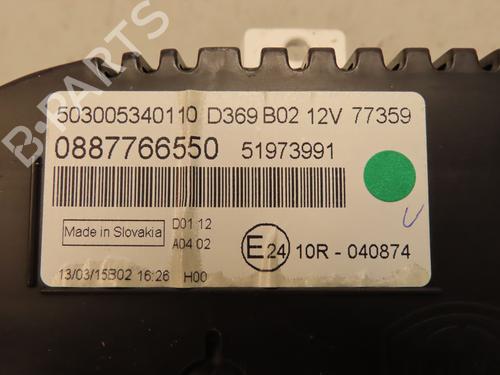 B-PARTS
503005340110 D369 B02 12V 77359
0887766550 51973991
Made in Slovakia
D01 12
A04 02
E24 10R - 040874
13/03/15B02 16:26 H00